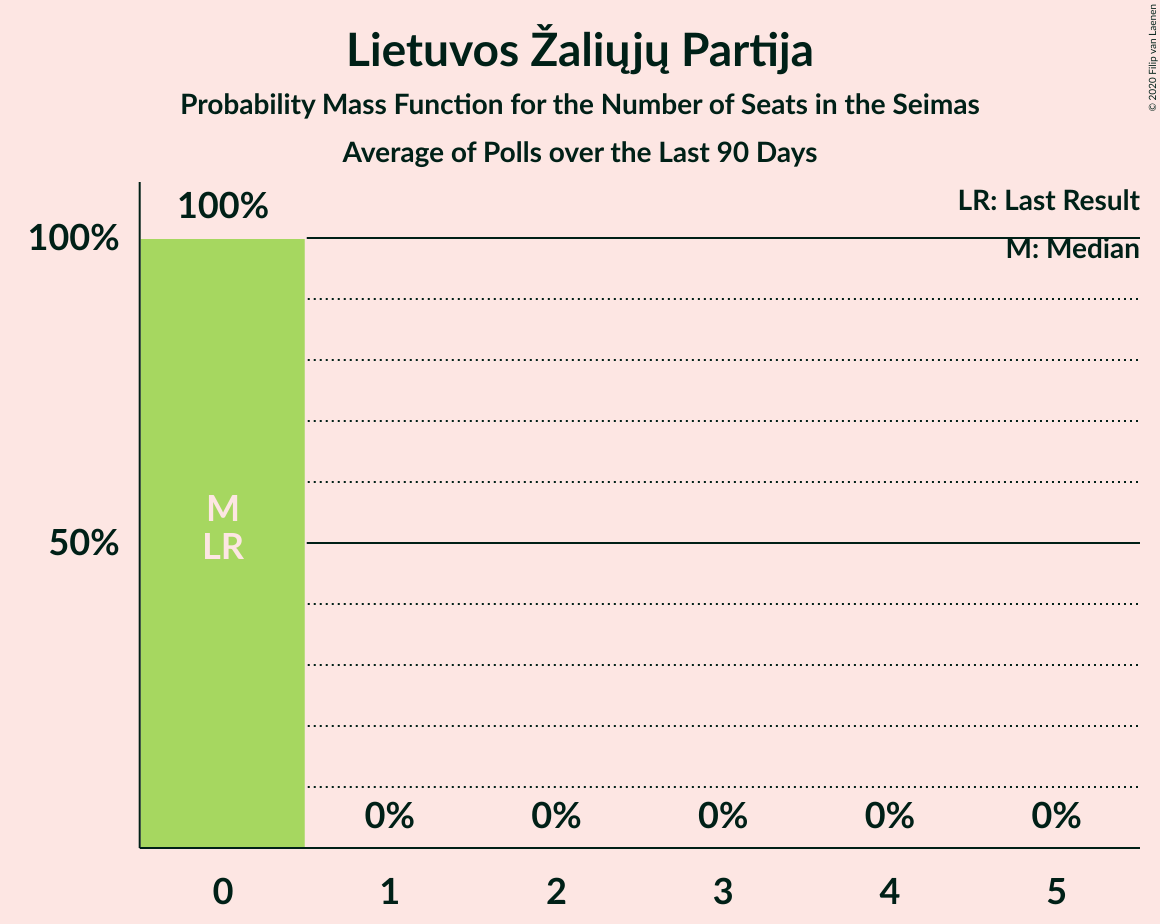 Lietuvos Žaliųjų Partija
Probability Mass Function for the Number of Seats in the Seimas
Average of Polls over the Last 90 Days
© 2020 Filip van Laenen
LR: Last Result
M: Median
100%
100%
50%
M
LR
0%
0%
0%
0%
0%
0
1
2
3
4
5